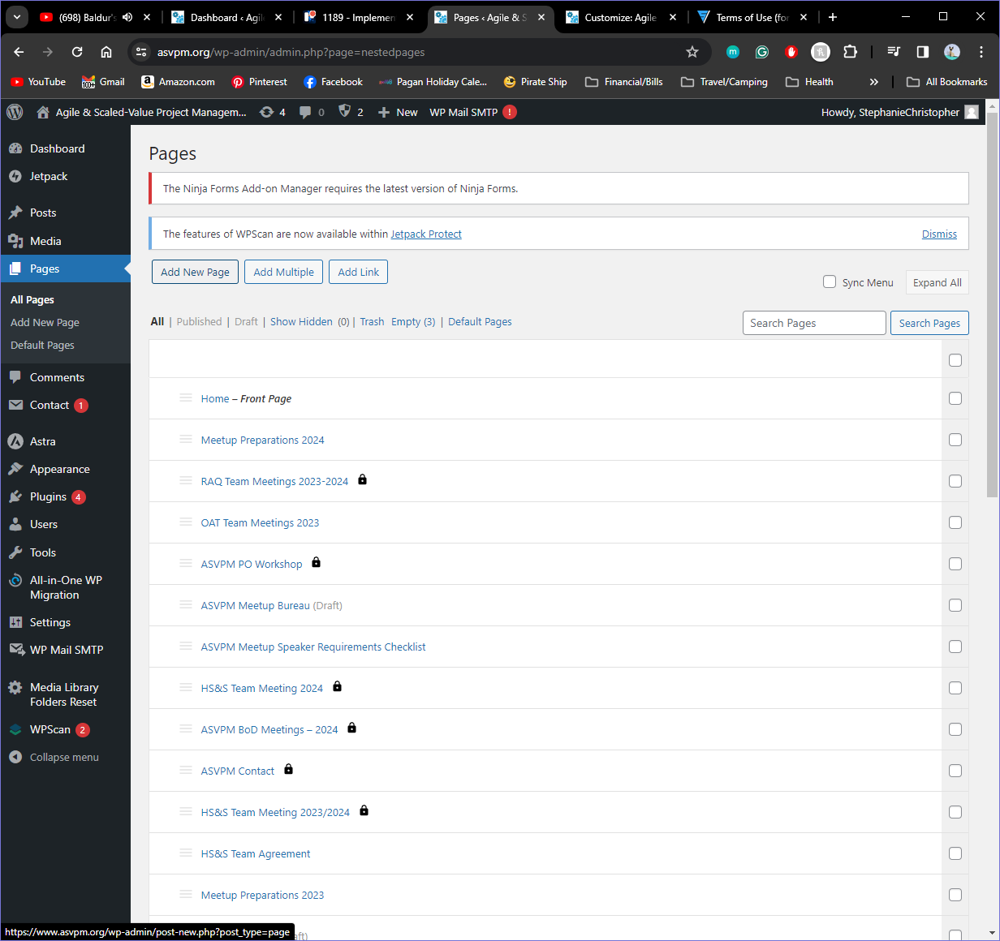 (698) Baldur's
Dashboard ‹ Agil
1189 - Implemen
Pages ‹ Agile & S
Customize: Agile
Terms of Use (for
asvpm.org/wp-admin/admin.php?page=nestedpages
YouTube
100+
Gmail
Amazon.com
Pinterest
Facebook
Pagan Holiday Cale...
Pirate Ship
Financial/Bills
Travel/Camping
Health
All Bookmarks
Agile & Scaled-Value Project Managem...
4
0
2
New
WP Mail SMTP !
Howdy, StephanieChristopher
Dashboard
Jetpack
Posts
Media
Pages
All Pages
Add New Page
Default Pages
Comments
Contact 1
Astra
Appearance
Plugins 4
Users
Tools
All-in-One WP
Migration
Settings
WP Mail SMTP
Media Library
Folders Reset
WPScan 2
Collapse menu
Pages
The Ninja Forms Add-on Manager requires the latest version of Ninja Forms.
The features of WPScan are now available within Jetpack Protect
Dismiss
Add New Page
Add Multiple
Add Link
Sync Menu
Expand All
All | Published | Draft | Show Hidden (0) | Trash Empty (3) | Default Pages
Search Pages
Search Pages
Home – Front Page
Meetup Preparations 2024
RAQ Team Meetings 2023-2024
OAT Team Meetings 2023
ASVPM PO Workshop
ASVPM Meetup Bureau (Draft)
ASVPM Meetup Speaker Requirements Checklist
HS&S Team Meeting 2024
ASVPM BoD Meetings – 2024
ASVPM Contact
HS&S Team Meeting 2023/2024
HS&S Team Agreement
Meetup Preparations 2023
https://www.asvpm.org/wp-admin/post-new.php?post_type=page